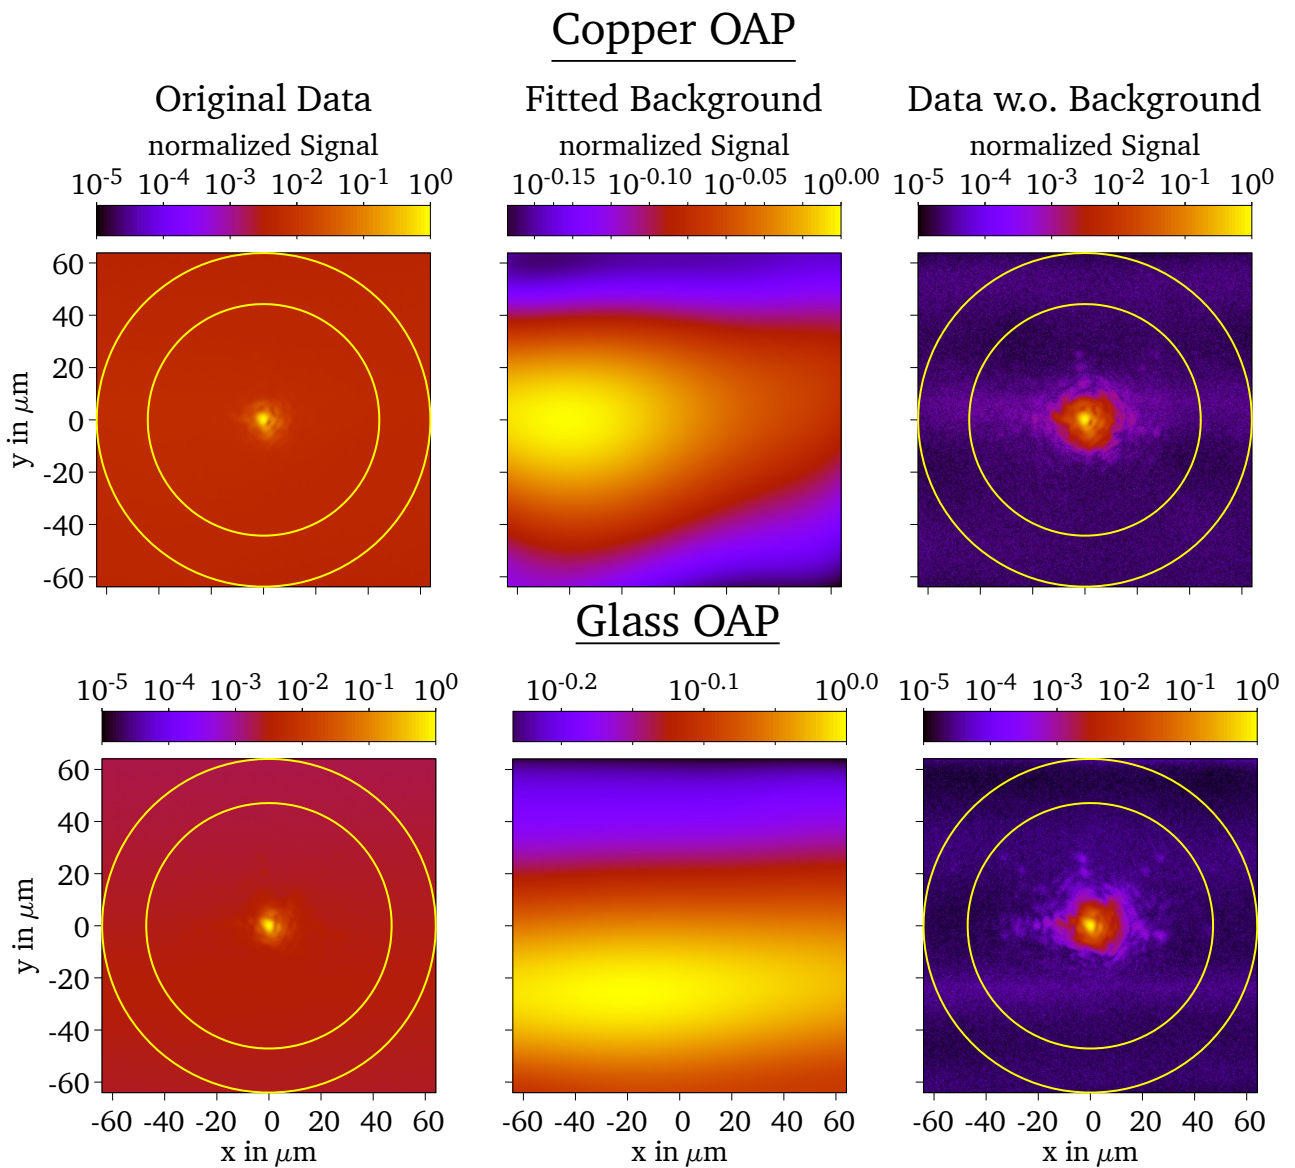 Copper OAP
Original Data Fitted Background Data w.o. Background
normalized Signal normalized Signal normalized Signal
10-5 10-4 10-3 10-2 10-1 100 10-0.15 10-0.10 10-0.05 100.00 10-5 10-4 10-3 10-2 10-1 100
60
40
20
0
-20
-40
-60
y in μm
Glass OAP
10-5 10-4 10-3 10-2 10-1 100 10-0.2 10-0.1 100.0 10-5 10-4 10-3 10-2 10-1 100
60
40
20
0
-20
-40
-60
y in μm
-60 -40 -20 0 20 40 60 -60 -40 -20 0 20 40 60 -60 -40 -20 0 20 40 60
x in μm x in μm x in μm